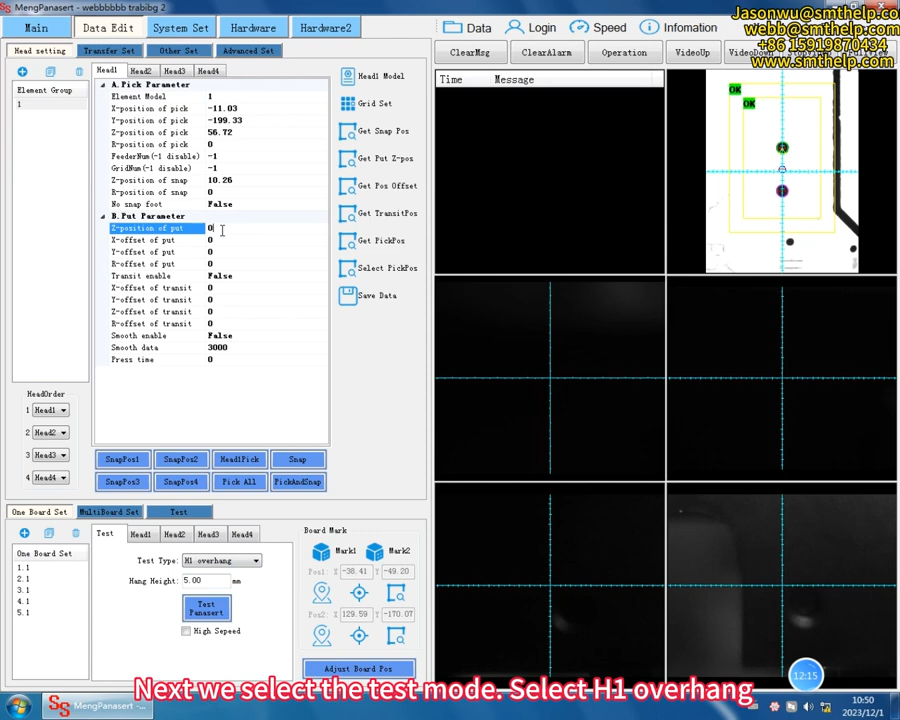 MengPanasert - webbbbbb trabibg 2
Main
Data Edit
System Set
Hardware
Hardware2
Data
Login
Speed
Infomation
Jasonwu@smthelp.com
webb@smthelp.com
+86 15919870434
www.smthelp.com
Head setting
Transfer Set
Other Set
Advanced Set
ClearMsg
ClearAlarm
Operation
VideoUp
Element Group
1
Head1
Head2
Head3
Head4
A.Pick Parameter
Element Model 1
X-position of pick -11.03
Y-position of pick -199.33
Z-position of pick 56.72
R-position of pick 0
FeederNum(-1 disable) -1
GridNum(-1 disable) -1
Z-position of snap 10.26
R-position of snap 0
No snap foot False
B.Put Parameter
Z-position of put 0
X-offset of put 0
Y-offset of put 0
R-offset of put 0
Transit enable False
X-offset of transit 0
Y-offset of transit 0
Z-offset of transit 0
R-offset of transit 0
Smooth enable False
Smooth data 3000
Press time 0
Head1 Model
Grid Set
Get Snap Pos
Get Put Z-pos
Get Pos Offset
Get TransitPos
Get PickPos
Select PickPos
Save Data
Time Message
OK
OK
HeadOrder
1 Head1
2 Head2
3 Head3
4 Head4
SnapPos1
SnapPos2
Head1Pick
Snap
SnapPos3
SnapPos4
Pick All
PickAndSnap
One Board Set
MultiBoard Set
Test
One Board Set
1.1
2.1
3.1
4.1
5.1
Test
Head1
Head2
Head3
Head4
Test Type: H1 overhang
Hang Height: 5.00 mm
Test
Panasert
High Sepeed
Board Mark
Mark1
Mark2
Pos1: X -38.41 Y -49.20
Pos2: X 129.59 Y -170.07
Adjust Board Pos
Next we select the test mode. Select H1 overhang
12:15
MengPanasert -...
10:50
2023/12/1